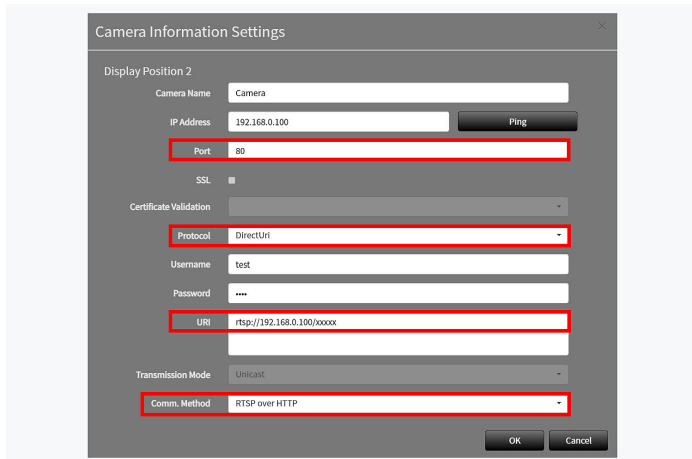 Camera Information Settings
Display Position 2
Camera Name Camera
IP Address 192.168.0.100 Ping
Port 80
SSL
Certificate Validation
Protocol DirectUri
Username test
Password ••••
URI rtsp://192.168.0.100/xxxxx
Transmission Mode Unicast
Comm. Method RTSP over HTTP
OK Cancel